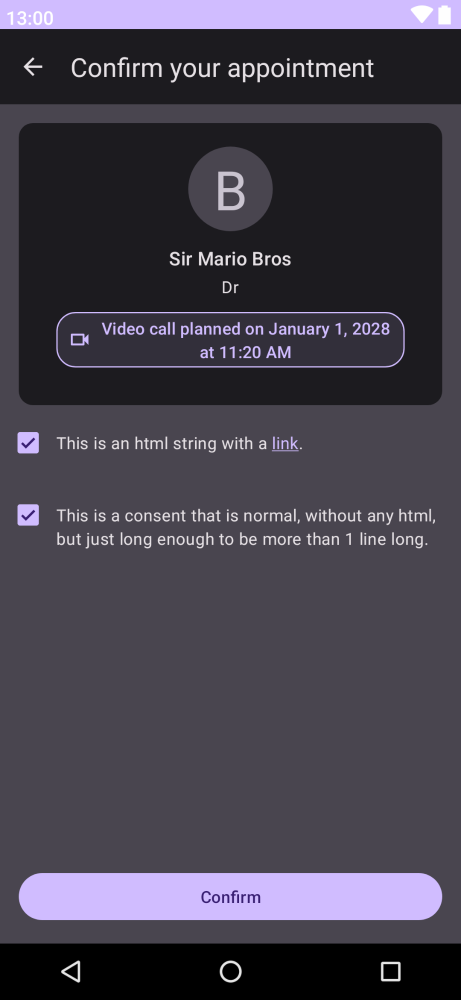 13:00
Confirm your appointment
B
Sir Mario Bros
Dr
Video call planned on January 1, 2028
at 11:20 AM
This is an html string with a link.
This is a consent that is normal, without any html,
but just long enough to be more than 1 line long.
Confirm